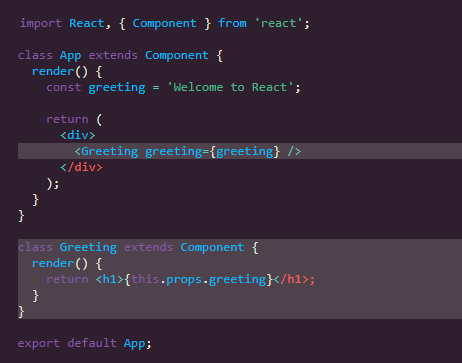 import React, { Component } from 'react';

class App extends Component {
  render() {
    const greeting = 'Welcome to React';

    return (
      <div>
        <Greeting greeting={greeting} />
      </div>
    );
  }
}

class Greeting extends Component {
  render() {
    return <h1>{this.props.greeting}</h1>;
  }
}

export default App;